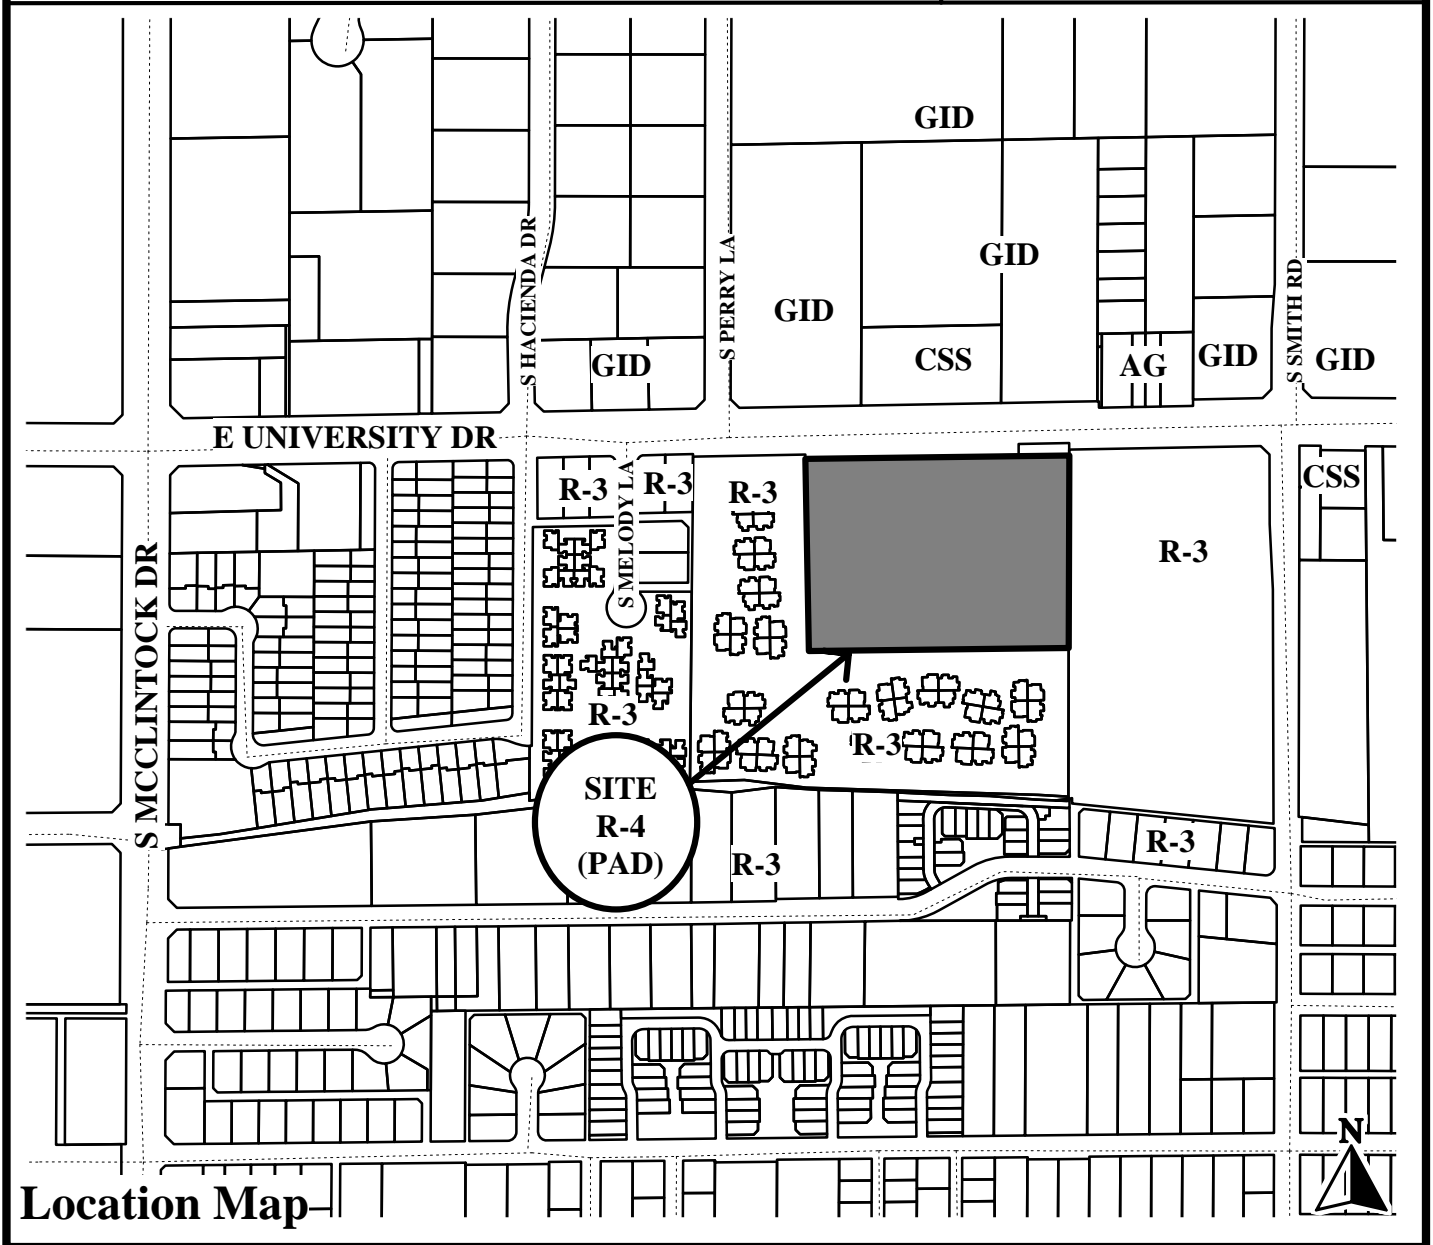 GID
S HACIENDA DR
S PERRY LA
GID
GID
S SMITH RD
GID
CSS
AG
GID
GID
E UNIVERSITY DR
R-3
S MELODY LA
R-3
R-3
CSS
R-3
S MCCLINTOCK DR
R-3
R-3
SITE
R-4
(PAD)
R-3
R-3
N
Location Map